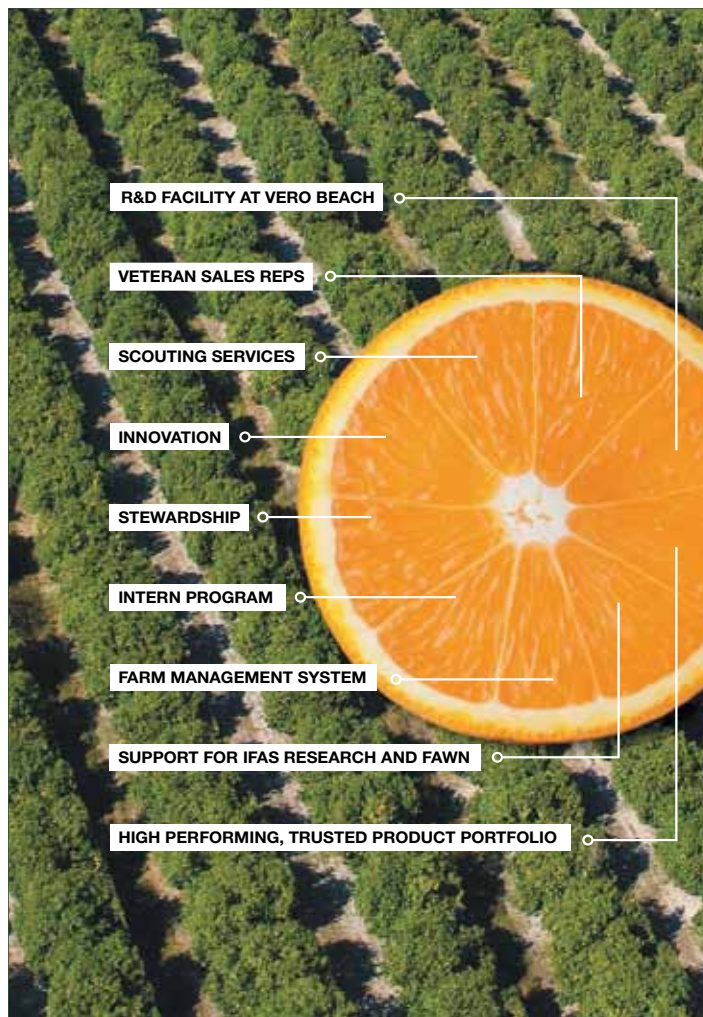 R&D FACILITY AT VERO BEACH
VETERAN SALES REPS
SCOUTING SERVICES
INNOVATION
STEWARDSHIP
INTERN PROGRAM
FARM MANAGEMENT SYSTEM
SUPPORT FOR IFAS RESEARCH AND FAWN
HIGH PERFORMING, TRUSTED PRODUCT PORTFOLIO